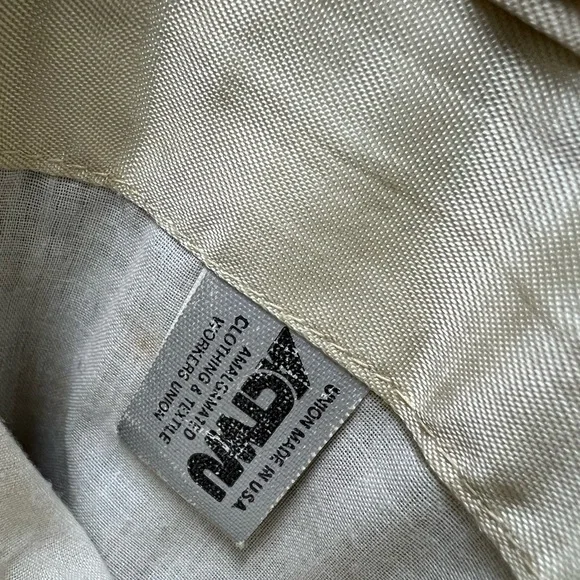 UNION MADE IN USA
ACTWU
AMALGAMATED
CLOTHING & TEXTILE
WORKERS UNION